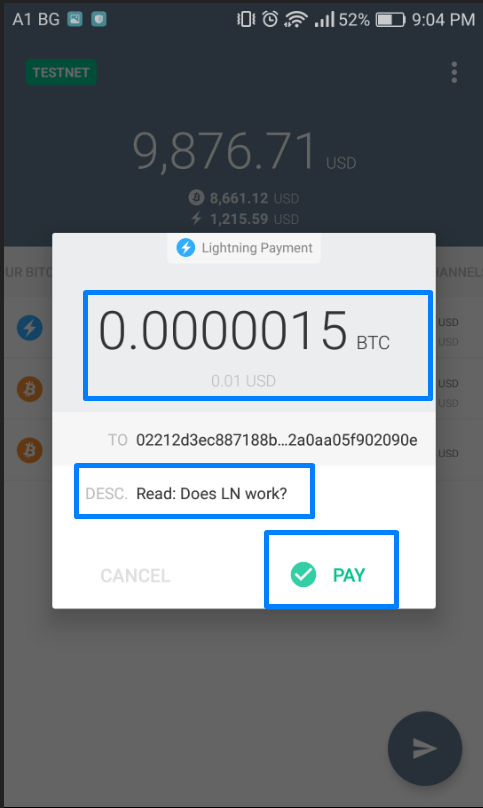 A1 BG 52% 9:04 PM
TESTNET
9,876.71 USD
8,661.12 USD
1,215.59 USD
UR BITC HANNEL
Lightning Payment
0.0000015 BTC
USD
0.01 USD
USD
TO 02212d3ec887188b...2a0aa05f902090e
USD
USD
DESC. Read: Does LN work?
USD
CANCEL PAY